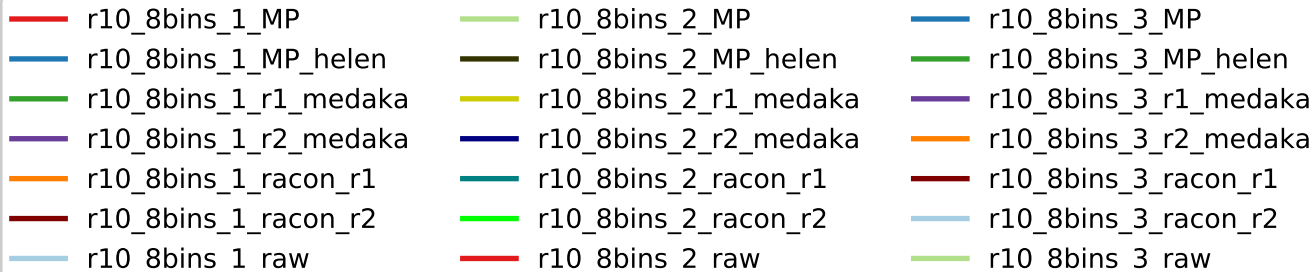 r10_8bins_1_MP
r10_8bins_1_MP_helen
r10_8bins_1_r1_medaka
r10_8bins_1_r2_medaka
r10_8bins_1_racon_r1
r10_8bins_1_racon_r2
r10_8bins_1_raw
r10_8bins_2_MP
r10_8bins_2_MP_helen
r10_8bins_2_r1_medaka
r10_8bins_2_r2_medaka
r10_8bins_2_racon_r1
r10_8bins_2_racon_r2
r10_8bins_2_raw
r10_8bins_3_MP
r10_8bins_3_MP_helen
r10_8bins_3_r1_medaka
r10_8bins_3_r2_medaka
r10_8bins_3_racon_r1
r10_8bins_3_racon_r2
r10_8bins_3_raw